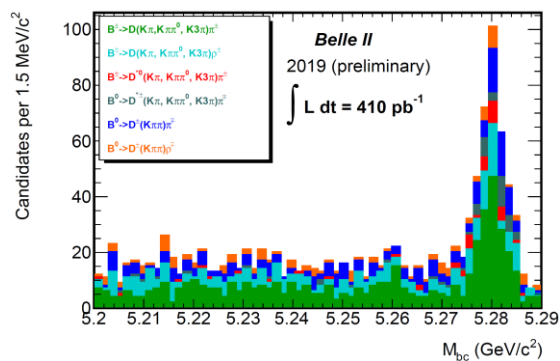 B±->D(Kπ,Kππ⁰, K3π)π±
B±->D(Kπ, Kππ⁰, K3π)ρ±
B±->D*⁰(Kπ, Kππ⁰, K3π)π±
B⁰->D*±(Kπ, Kππ⁰, K3π)π±
B⁰->D±(Kππ)π±
B⁰->D±(Kππ)ρ±
Belle II
2019 (preliminary)
∫ L dt = 410 pb⁻¹
Candidates per 1.5 MeV/c²
100
80
60
40
20
0
5.2 5.21 5.22 5.23 5.24 5.25 5.26 5.27 5.28 5.29
M_bc (GeV/c²)